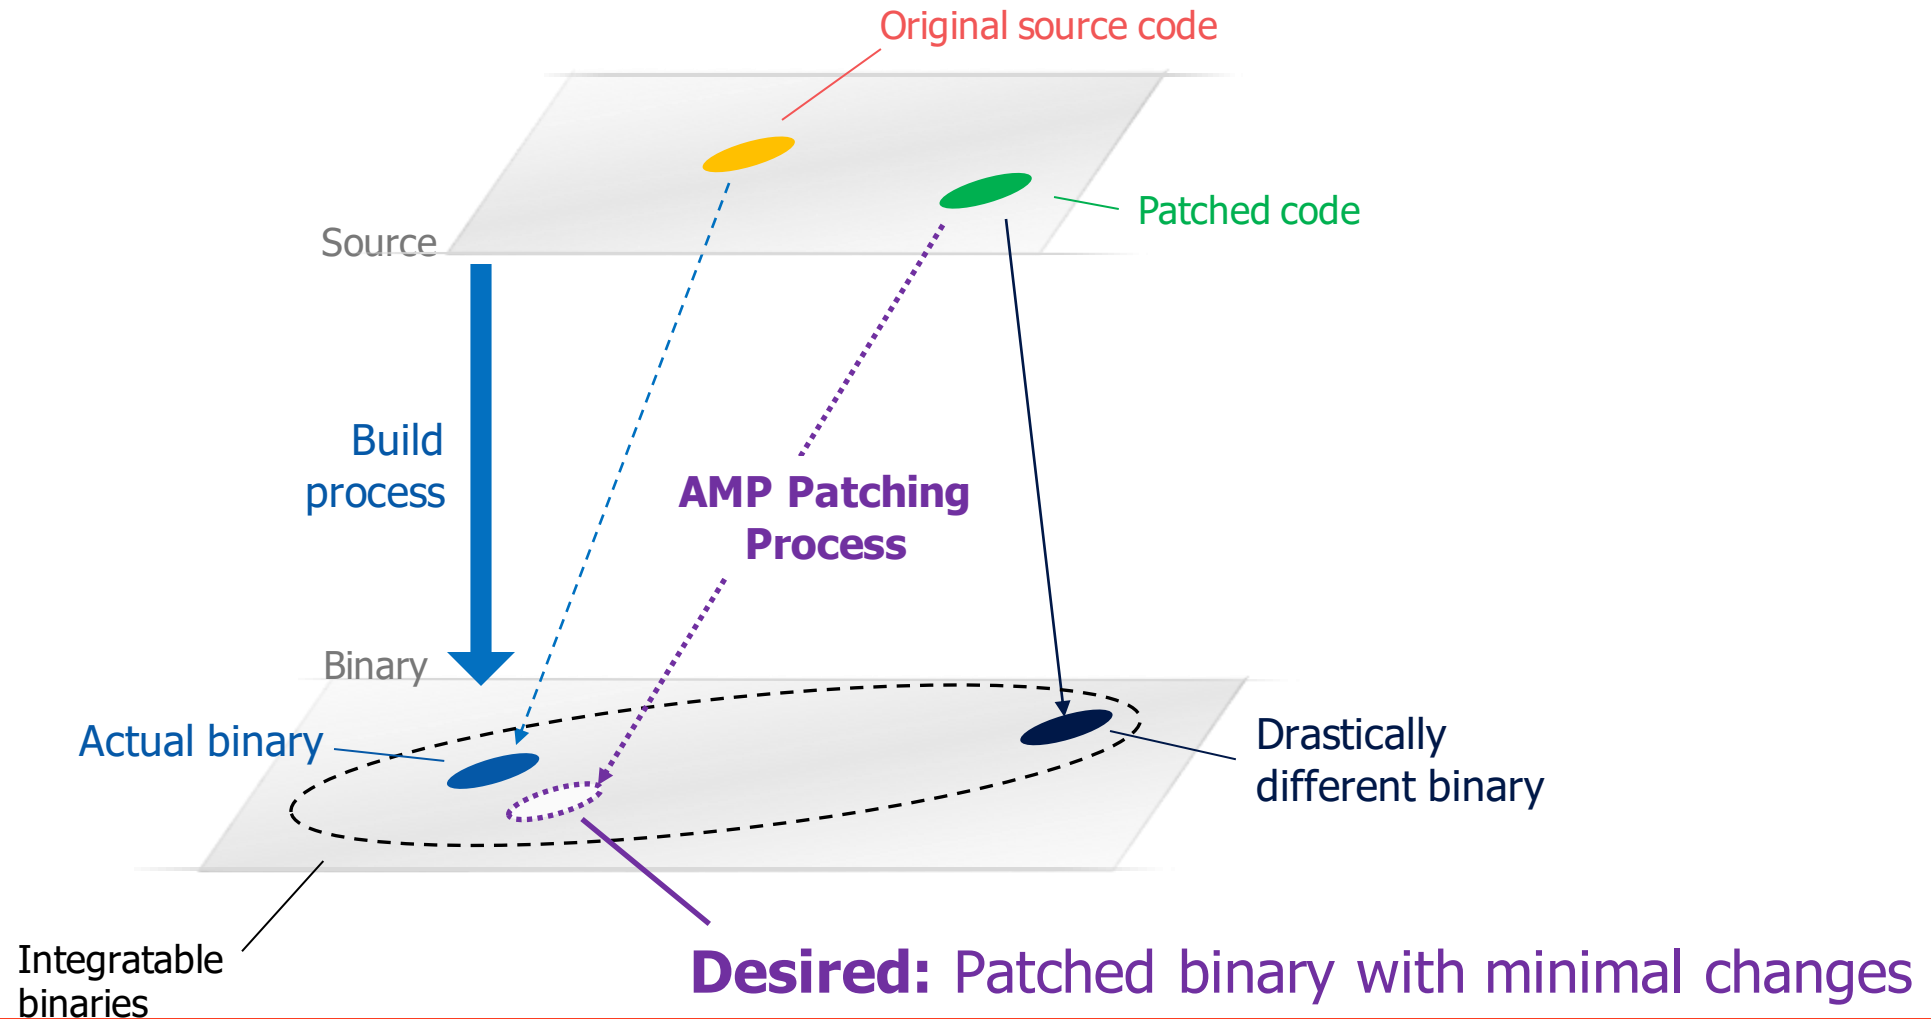 Original source code
Patched code
Source
Build
process
AMP Patching
Process
Binary
Actual binary
Drastically
different binary
Integratable
binaries
Desired: Patched binary with minimal changes